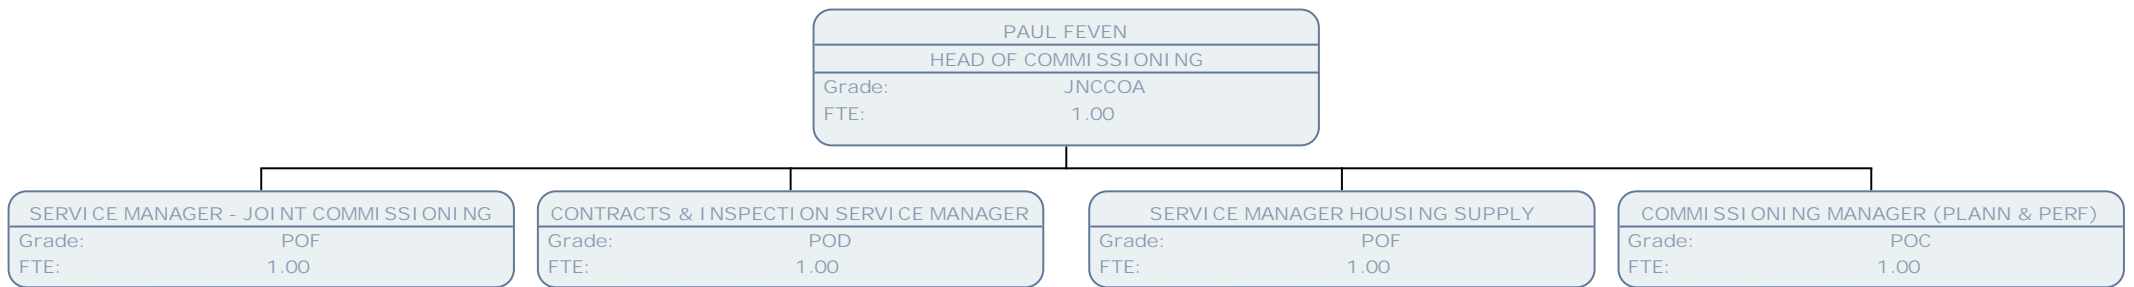 PAUL FEVEN
HEAD OF COMMISSIONING
Grade: JNCCOA
FTE: 1.00
SERVICE MANAGER - JOINT COMMISSIONING
Grade: POF
FTE: 1.00
CONTRACTS & INSPECTION SERVICE MANAGER
Grade: POD
FTE: 1.00
SERVICE MANAGER HOUSING SUPPLY
Grade: POF
FTE: 1.00
COMMISSIONING MANAGER (PLANN & PERF)
Grade: POC
FTE: 1.00